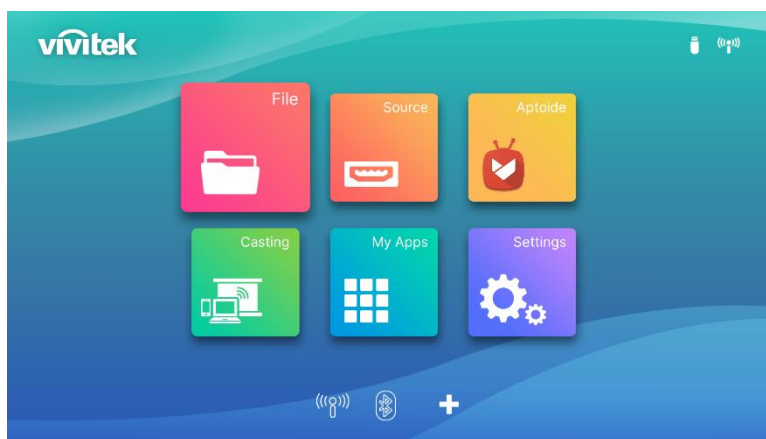 vivitek
File
Source
Aptoide
Casting
My Apps
Settings